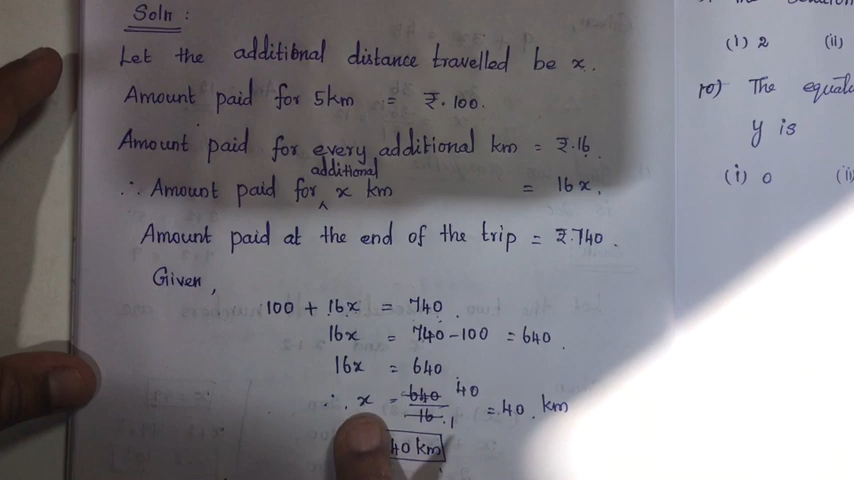 Soln :
Let the additional distance travelled be x.
Amount paid for 5km = ₹.100.
Amount paid for every additional km = ₹.16.
additional
∴ Amount paid for ^ x km = 16x.
Amount paid at the end of the trip = ₹.740.
Given,
100 + 16x = 740.
16x = 740-100 = 640.
16x = 640
∴ x = 640/16 40 1 = 40. km
40 km
(i) 2 (ii)
10) The
y is
(i) 0 (ii)